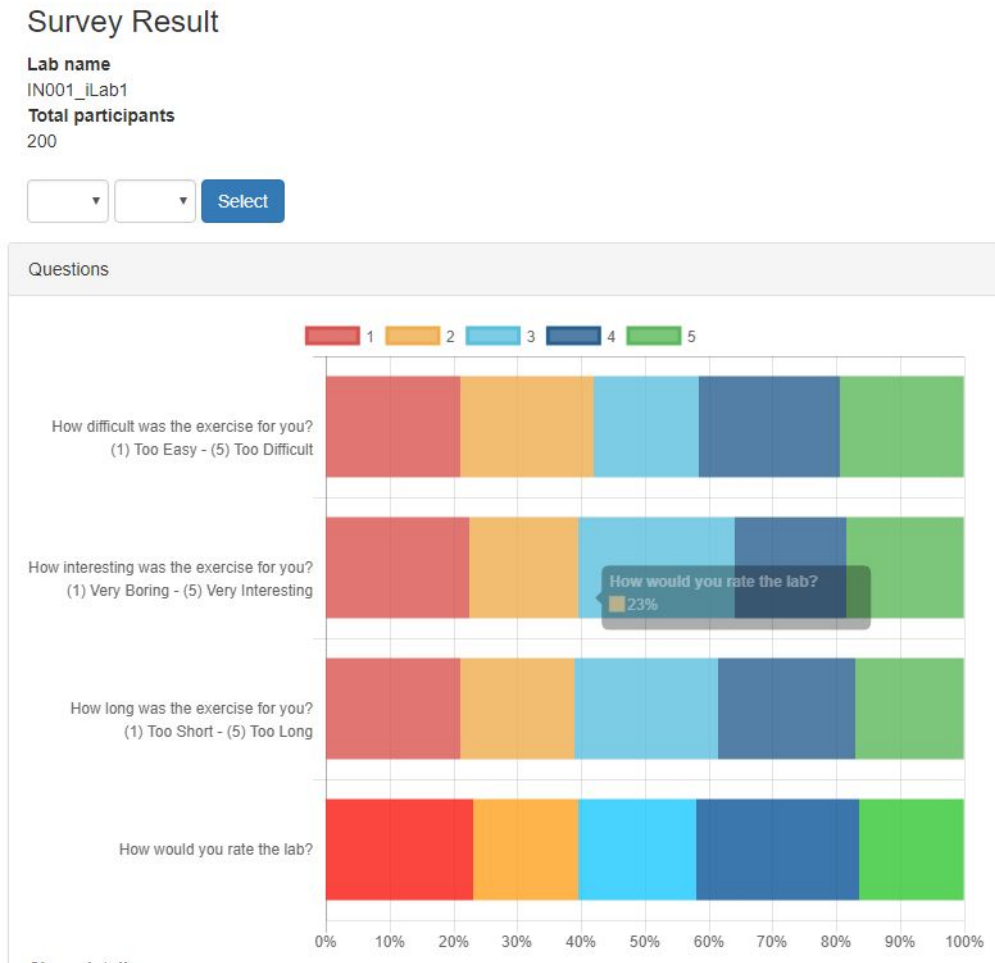 Survey Result
Lab name
IN001_iLab1
Total participants
200
Select
Questions
1 2 3 4 5
How difficult was the exercise for you?
(1) Too Easy - (5) Too Difficult
How interesting was the exercise for you?
(1) Very Boring - (5) Very Interesting
How would you rate the lab?
23%
How long was the exercise for you?
(1) Too Short - (5) Too Long
How would you rate the lab?
0% 10% 20% 30% 40% 50% 60% 70% 80% 90% 100%